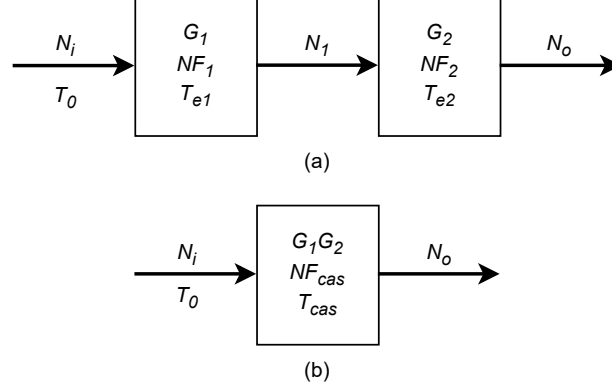 N_i
T_0
G_1
NF_1
T_e1
N_1
G_2
NF_2
T_e2
N_o
(a)
N_i
T_0
G_1G_2
NF_cas
T_cas
N_o
(b)